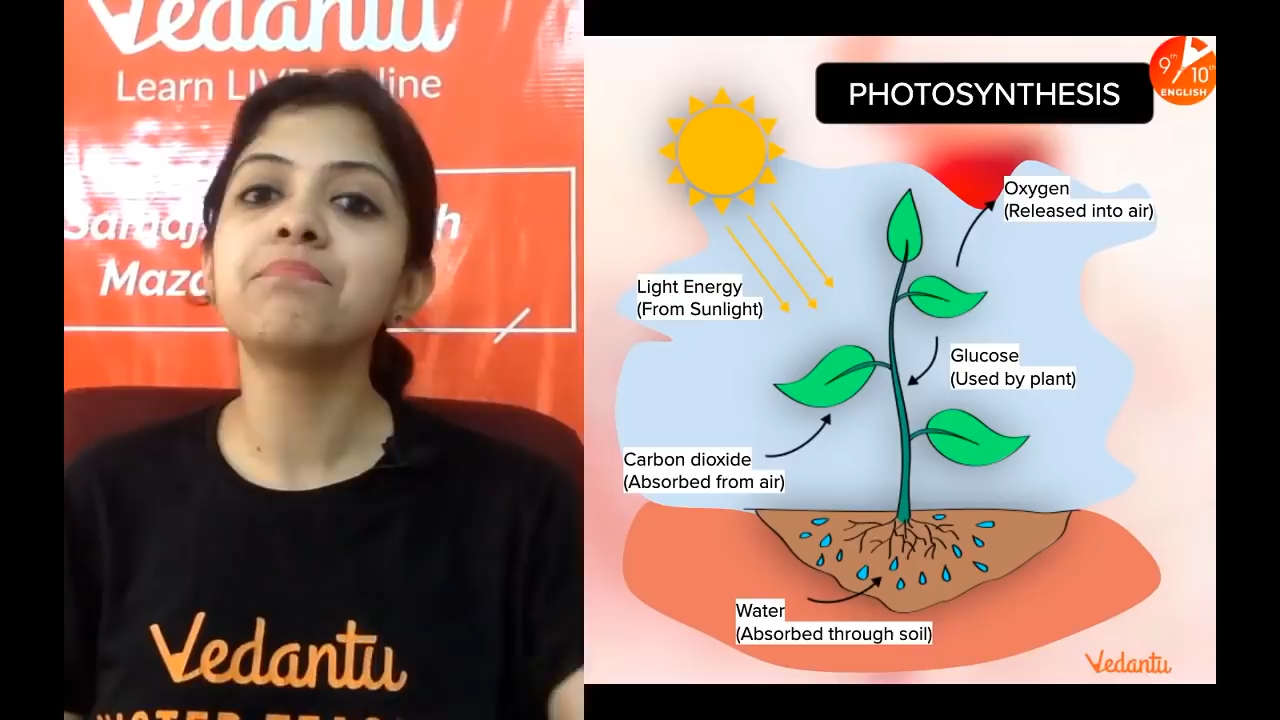 Vedantu
Learn LIVE Online
PHOTOSYNTHESIS
9th
10th
ENGLISH
Oxygen
(Released into air)
Light Energy
(From Sunlight)
Glucose
(Used by plant)
Carbon dioxide
(Absorbed from air)
Water
(Absorbed through soil)
Vedantu
Vedantu